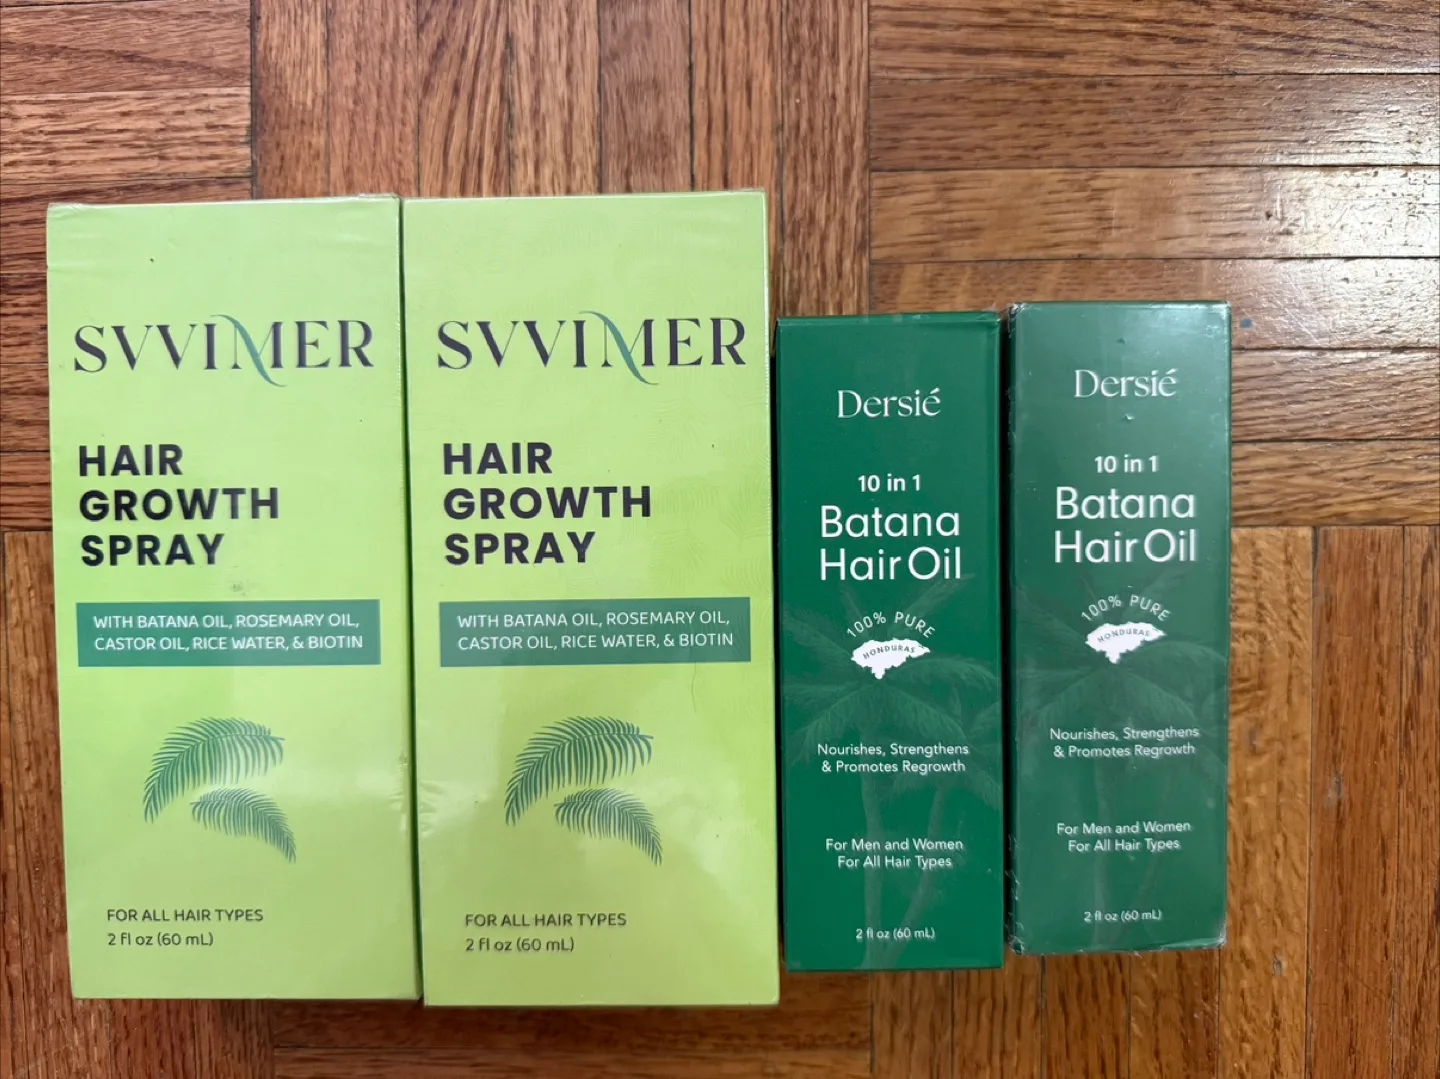 SVVIMER
HAIR
GROWTH
SPRAY
WITH BATANA OIL, ROSEMARY OIL,
CASTOR OIL, RICE WATER, & BIOTIN
FOR ALL HAIR TYPES
2 fl oz (60 mL)
SVVIMER
HAIR
GROWTH
SPRAY
WITH BATANA OIL, ROSEMARY OIL,
CASTOR OIL, RICE WATER, & BIOTIN
FOR ALL HAIR TYPES
2 fl oz (60 mL)
Dersié
10 in 1
Batana
Hair Oil
100% PURE
HONDURAS
Nourishes, Strengthens
& Promotes Regrowth
For Men and Women
For All Hair Types
2 fl oz (60 mL)
Dersié
10 in 1
Batana
Hair Oil
100% PURE
HONDURAS
Nourishes, Strengthens
& Promotes Regrowth
For Men and Women
For All Hair Types
2 fl oz (60 mL)